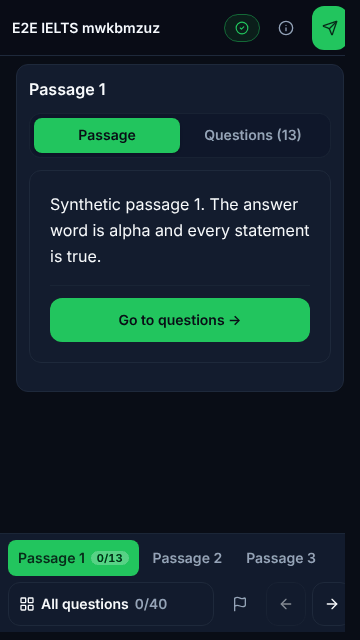 E2E IELTS mwkbmzuz
Passage 1
Passage
Questions (13)
Synthetic passage 1. The answer
word is alpha and every statement
is true.
Go to questions →
Passage 1 0/13
Passage 2
Passage 3
All questions 0/40